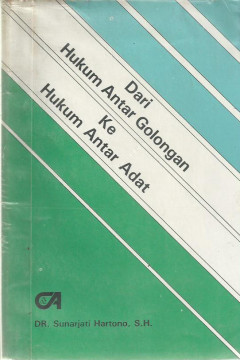 Dari
Hukum Antar Golongan
Ke
Hukum Antar Adat
CA
DR. Sunarjati Hartono, S.H.